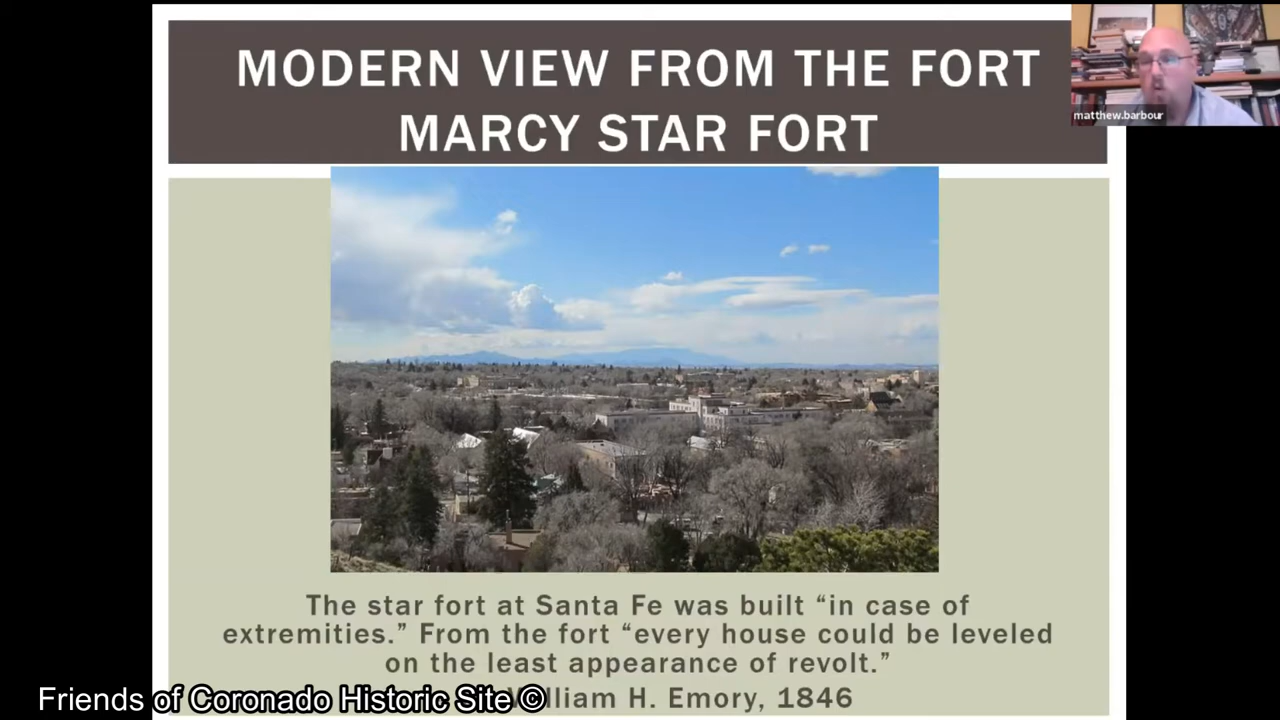 MODERN VIEW FROM THE FORT
MARCY STAR FORT
matthew.barbour
The star fort at Santa Fe was built “in case of
extremities.” From the fort “every house could be leveled
on the least appearance of revolt.”
William H. Emory, 1846
Friends of Coronado Historic Site ©